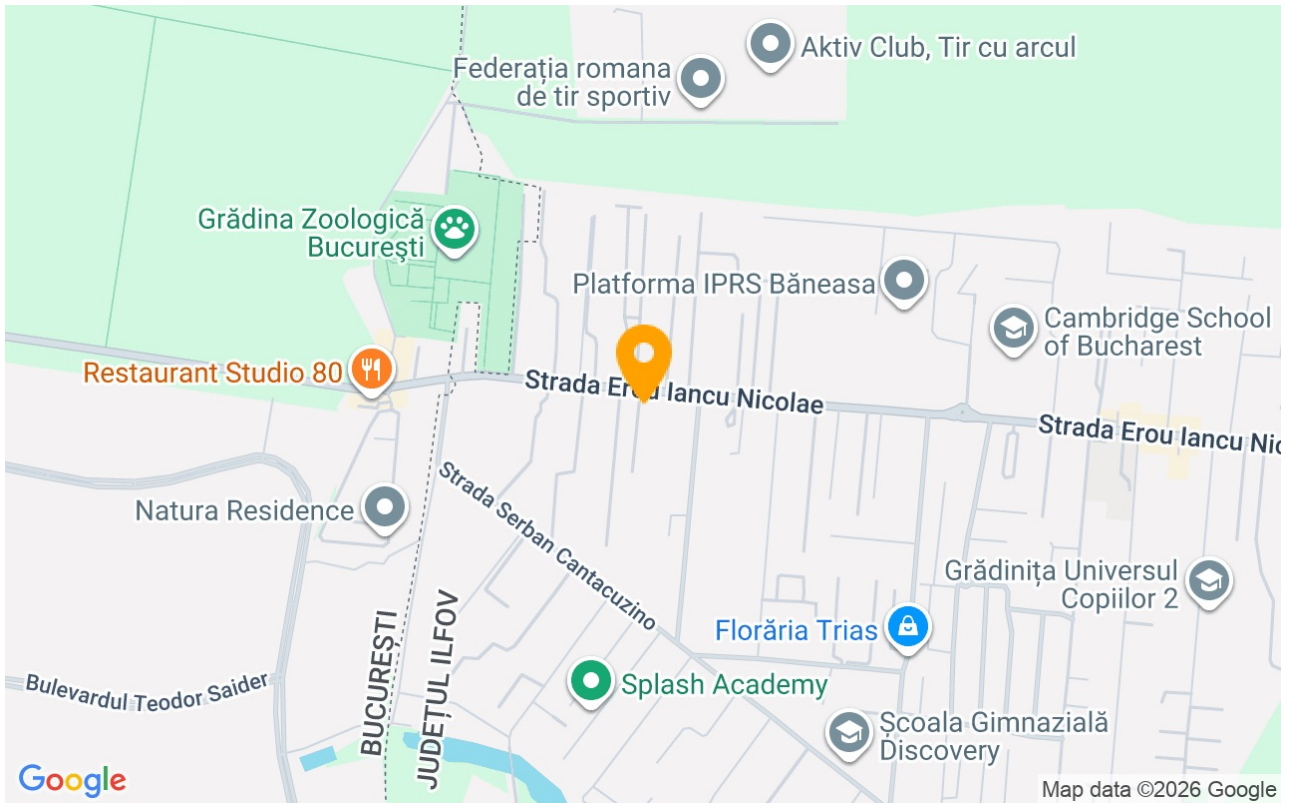 Aktiv Club, Tir cu arcul
Federația romana
de tir sportiv
Grădina Zoologică
București
Platforma IPRS Băneasa
Cambridge School
of Bucharest
Restaurant Studio 80
Strada Erou Iancu Nicolae
Strada Erou Iancu Nic
Strada Serban Cantacuzino
Natura Residence
Grădinița Universul
Copiilor 2
BUCUREȘTI
JUDEȚUL ILFOV
Florăria Trias
Bulevardul Teodor Saider
Splash Academy
Școala Gimnazială
Discovery
Google
Map data ©2026 Google